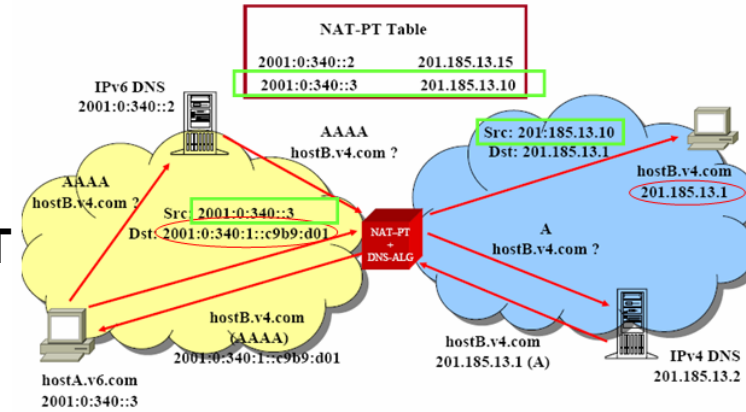 NAT-PT Table
2001:0:340::2 201.185.13.15
2001:0:340::3 201.185.13.10
IPv6 DNS
2001:0:340::2
AAAA
hostB.v4.com ?
Src: 201.185.13.10
Dst: 201.185.13.1
hostB.v4.com
201.185.13.1
AAAA
hostB.v4.com ?
Src: 2001:0:340::3
Dst: 2001:0:340:1::c9b9:d01
NAT-PT
+
DNS-ALG
A
hostB.v4.com ?
T
hostB.v4.com
(AAAA)
2001:0:340:1::c9b9:d01
hostB.v4.com
201.185.13.1 (A)
IPv4 DNS
201.185.13.2
hostA.v6.com
2001:0:340::3